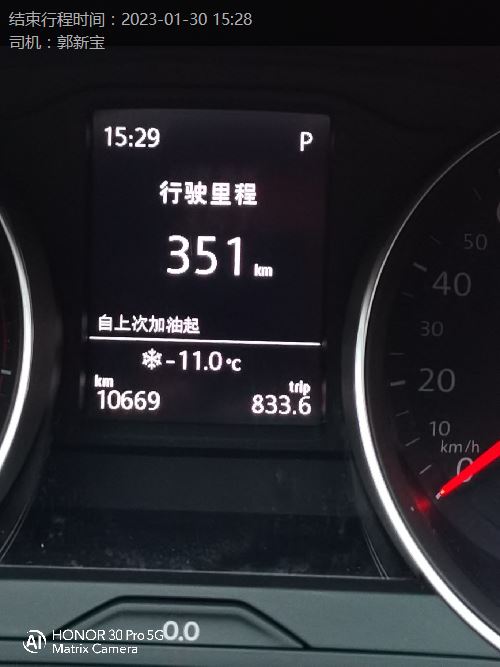 结束行程时间：2023-01-30 15:28
司机：郭新宝
15:29 P
行驶里程
351 km
自上次加油起
❄-11.0°C
km trip
10669 833.6
50
40
30
20
10
km/h
0
0.0
AI HONOR 30 Pro 5G
Matrix Camera